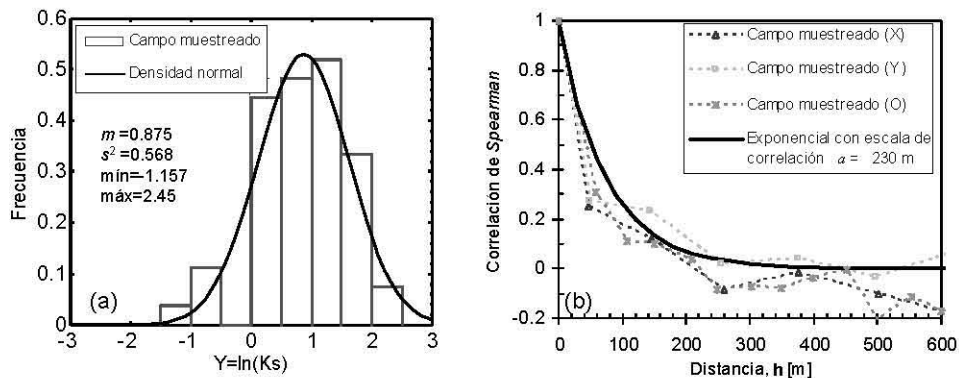 0.6
0.5
0.4
0.3
0.2
0.1
0
Frecuencia
Campo muestreado
Densidad normal
m =0.875
s² =0.568
mín=-1.157
máx=2.45
(a)
-3 -2 -1 0 1 2 3
Y=ln(Ks)
1
0.8
0.6
0.4
0.2
0
-0.2
Correlación de Spearman
Campo muestreado (X)
Campo muestreado (Y)
Campo muestreado (O)
Exponencial con escala de
correlación a = 230 m
(b)
0 100 200 300 400 500 600
Distancia, h [m]